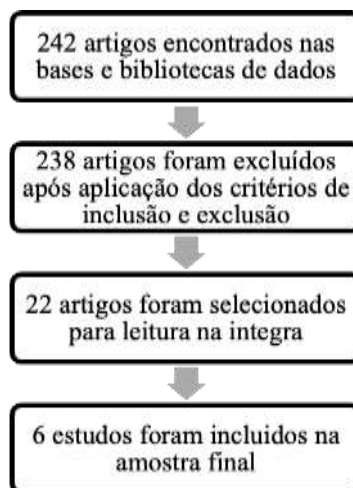 242 artigos encontrados nas
bases e bibliotecas de dados
238 artigos foram excluídos
após aplicação dos critérios de
inclusão e exclusão
22 artigos foram selecionados
para leitura na integra
6 estudos foram incluidos na
amostra final